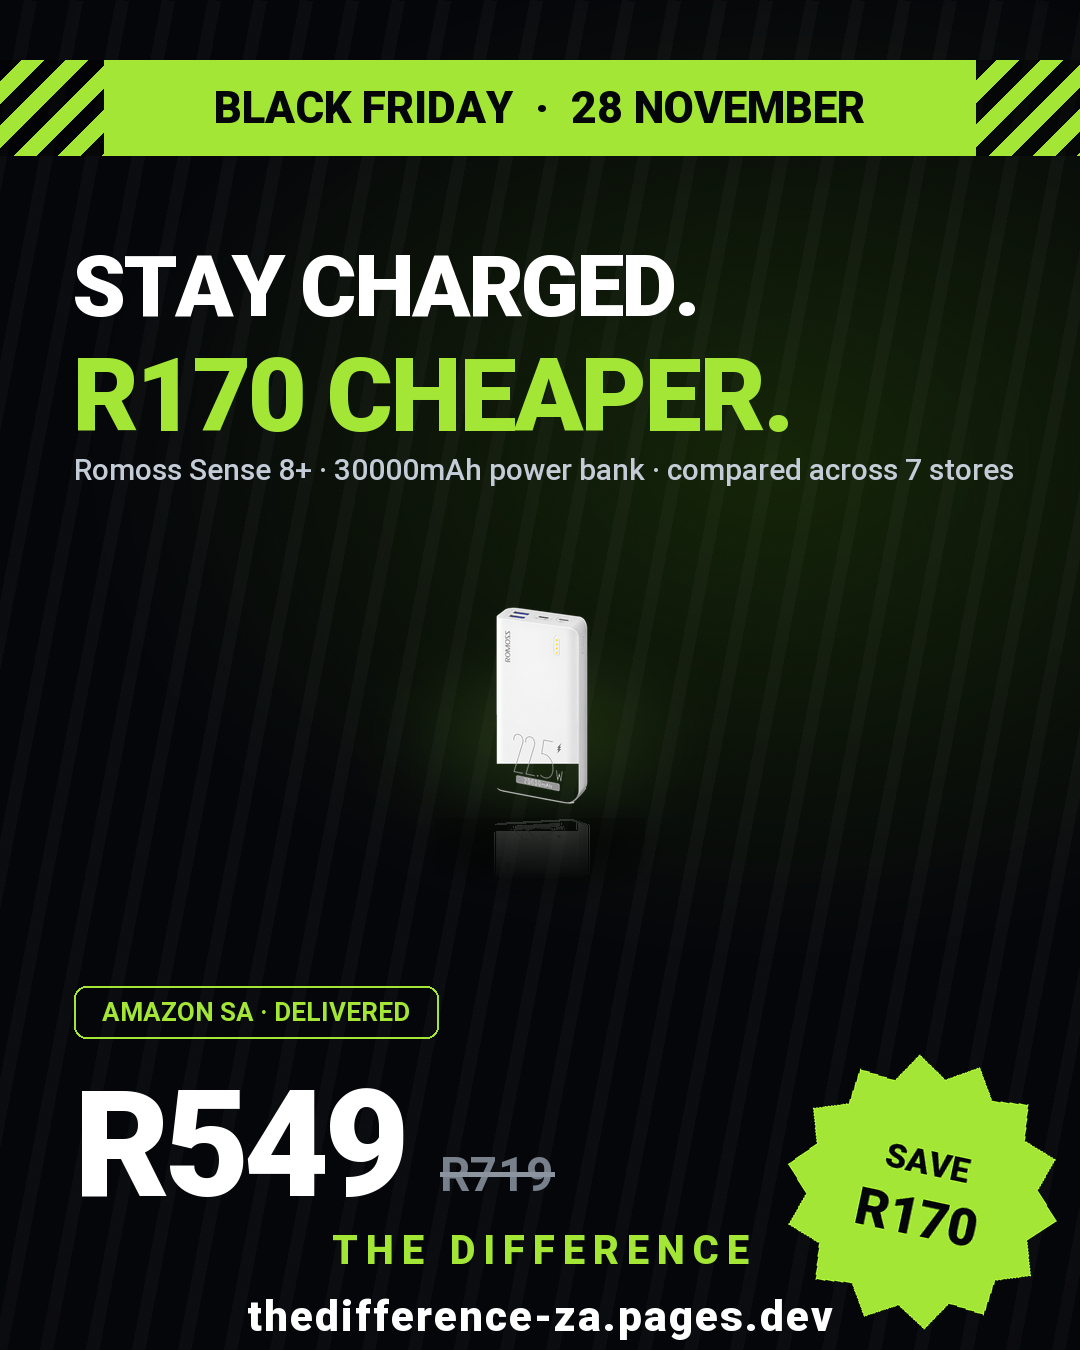 BLACK FRIDAY · 28 NOVEMBER
STAY CHARGED.
R170 CHEAPER.
Romoss Sense 8+ · 30000mAh power bank · compared across 7 stores
ROMOSS
22.5W
AMAZON SA · DELIVERED
R549 R719
SAVE
R170
THE DIFFERENCE
thedifference-za.pages.dev